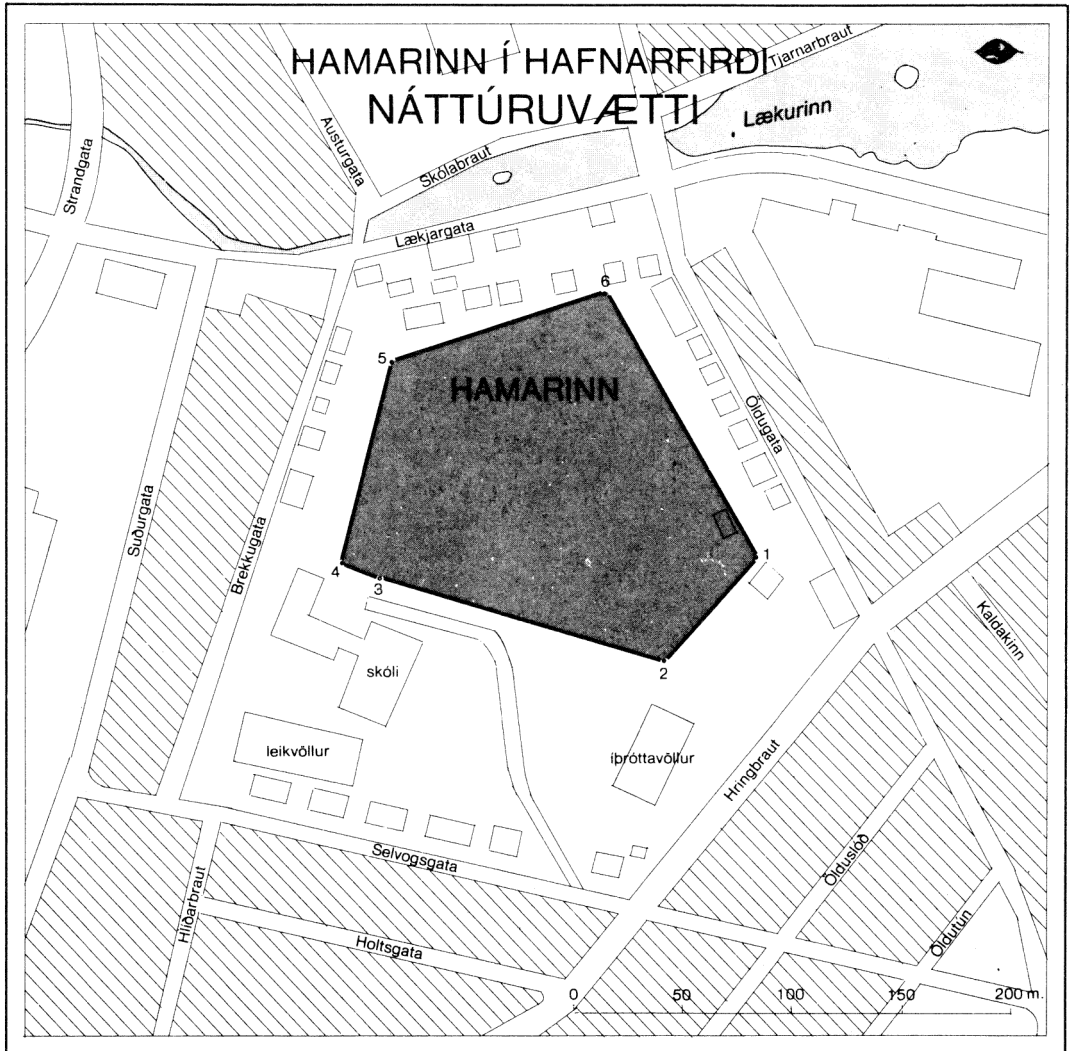 HAMARINN Í HAFNARFIRÐI
NÁTTÚRUVÆTTI
Tjarnarbraut
Lækurinn
Strandgata
Austurgata
Skólabraut
Lækjargata
6
5
HAMARINN
Öldugata
Suðurgata
Brekkugata
1
4
3
2
Kaldakinn
skóli
leikvöllur
íþróttavöllur
Hringbraut
Selvogsgata
Ölduslóð
Hlíðarbraut
Holtsgata
Öldutún
0 50 100 150 200 m.